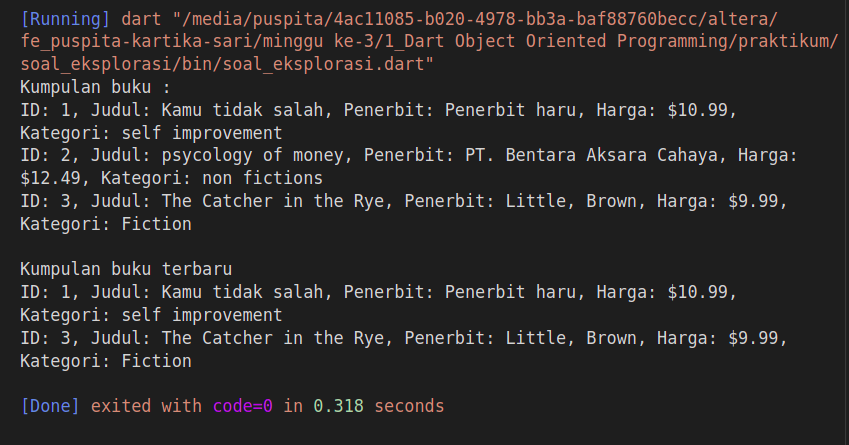 [Running] dart "/media/puspita/4ac11085-b020-4978-bb3a-baf88760becc/altera/
fe_puspita-kartika-sari/minggu ke-3/1_Dart Object Oriented Programming/praktikum/
soal_eksplorasi/bin/soal_eksplorasi.dart"
Kumpulan buku :
ID: 1, Judul: Kamu tidak salah, Penerbit: Penerbit haru, Harga: $10.99,
Kategori: self improvement
ID: 2, Judul: psycology of money, Penerbit: PT. Bentara Aksara Cahaya, Harga:
$12.49, Kategori: non fictions
ID: 3, Judul: The Catcher in the Rye, Penerbit: Little, Brown, Harga: $9.99,
Kategori: Fiction
Kumpulan buku terbaru
ID: 1, Judul: Kamu tidak salah, Penerbit: Penerbit haru, Harga: $10.99,
Kategori: self improvement
ID: 3, Judul: The Catcher in the Rye, Penerbit: Little, Brown, Harga: $9.99,
Kategori: Fiction
[Done] exited with code=0 in 0.318 seconds